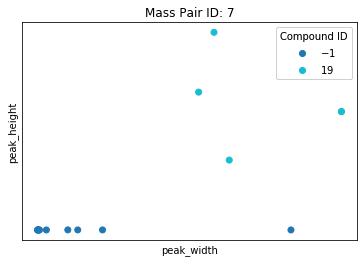 Mass Pair ID: 7
Compound ID
−1
19
peak_height
peak_width